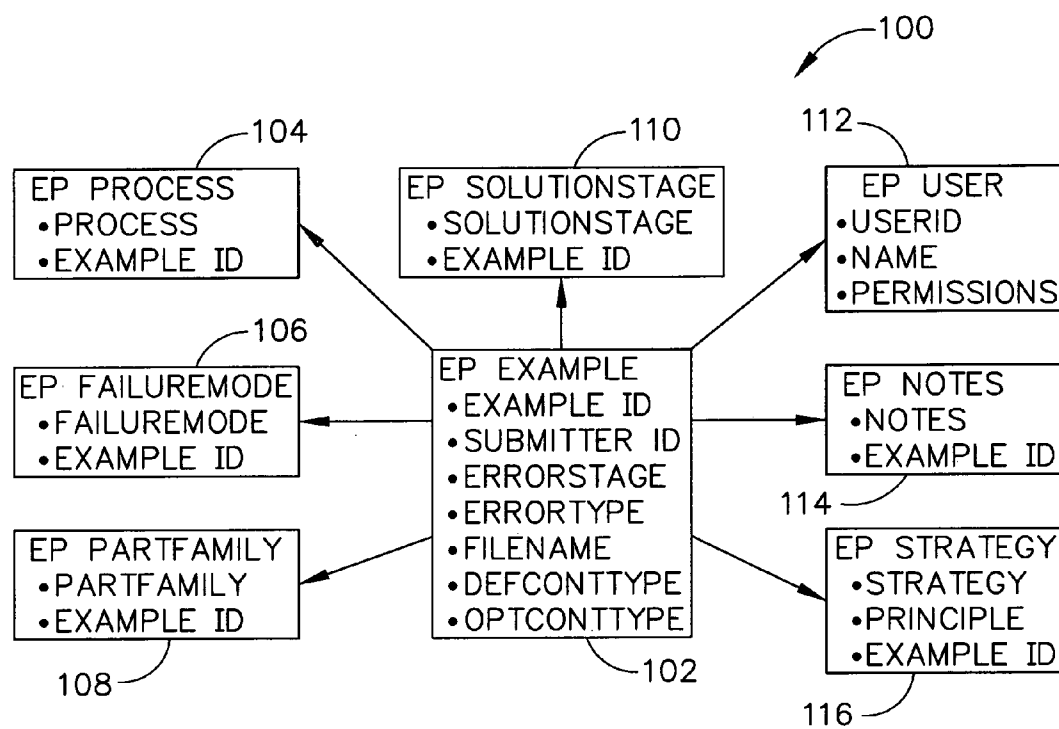 100
104
EP PROCESS
•PROCESS
•EXAMPLE ID
110
EP SOLUTIONSTAGE
•SOLUTIONSTAGE
•EXAMPLE ID
112
EP USER
•USERID
•NAME
•PERMISSIONS
106
EP FAILUREMODE
•FAILUREMODE
•EXAMPLE ID
EP EXAMPLE
•EXAMPLE ID
•SUBMITTER ID
•ERRORSTAGE
•ERRORTYPE
•FILENAME
•DEFCONTTYPE
•OPTCONTTYPE
102
EP NOTES
•NOTES
•EXAMPLE ID
114
EP PARTFAMILY
•PARTFAMILY
•EXAMPLE ID
108
EP STRATEGY
•STRATEGY
•PRINCIPLE
•EXAMPLE ID
116